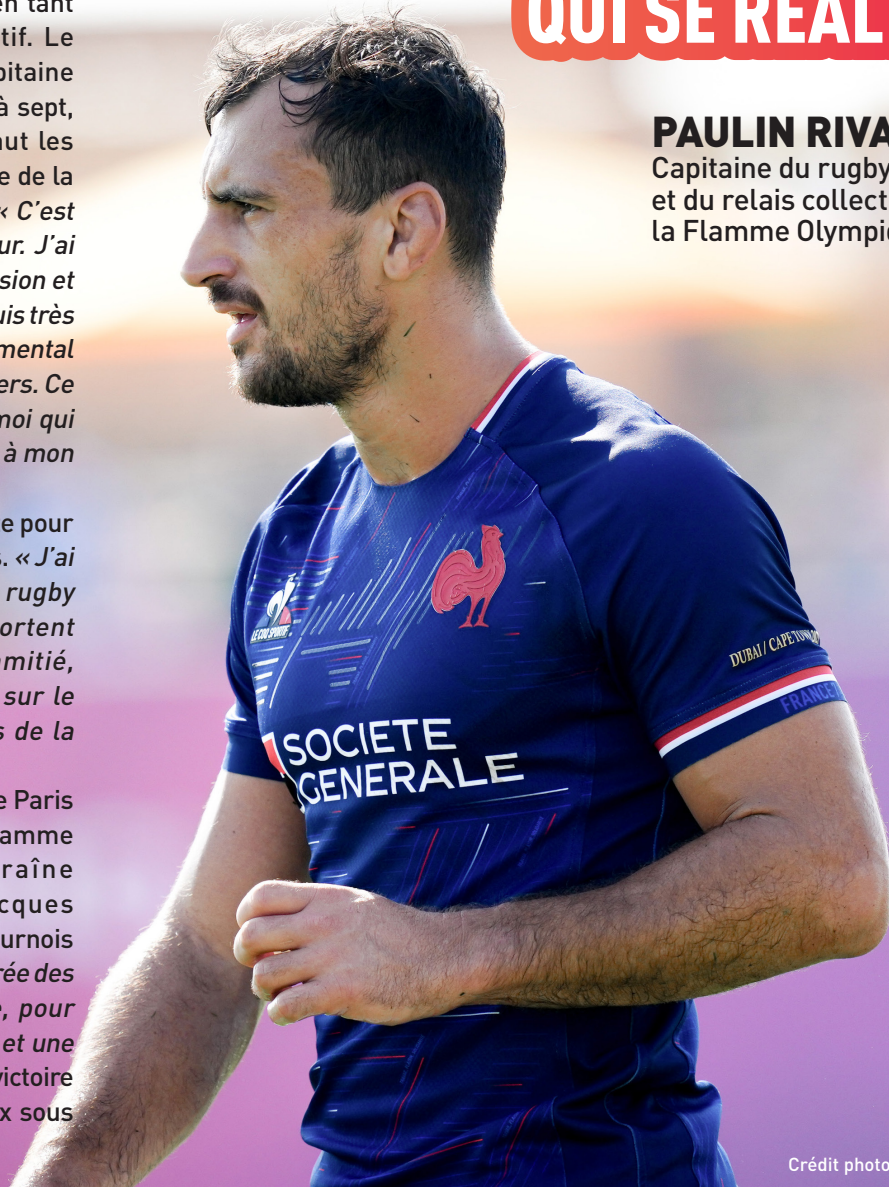 en tant
tif. Le
pitaine
à sept,
aut les
e de la
« C’est
ur. J’ai
sion et
uis très
mental
ers. Ce
moi qui
à mon
e pour
s. « J’ai
rugby
ortent
mitié,
sur le
s de la
e Paris
amme
raîne
cques
urnois
rée des
e, pour
et une
victoire
x sous
QUI SE RÉAL
PAULIN RIVA
Capitaine du rugby
et du relais collect
la Flamme Olympi
LE COQ SPORTIF
DUBAI / CAPE TOWN
FRANCE
SOCIETE
GENERALE
Crédit photo